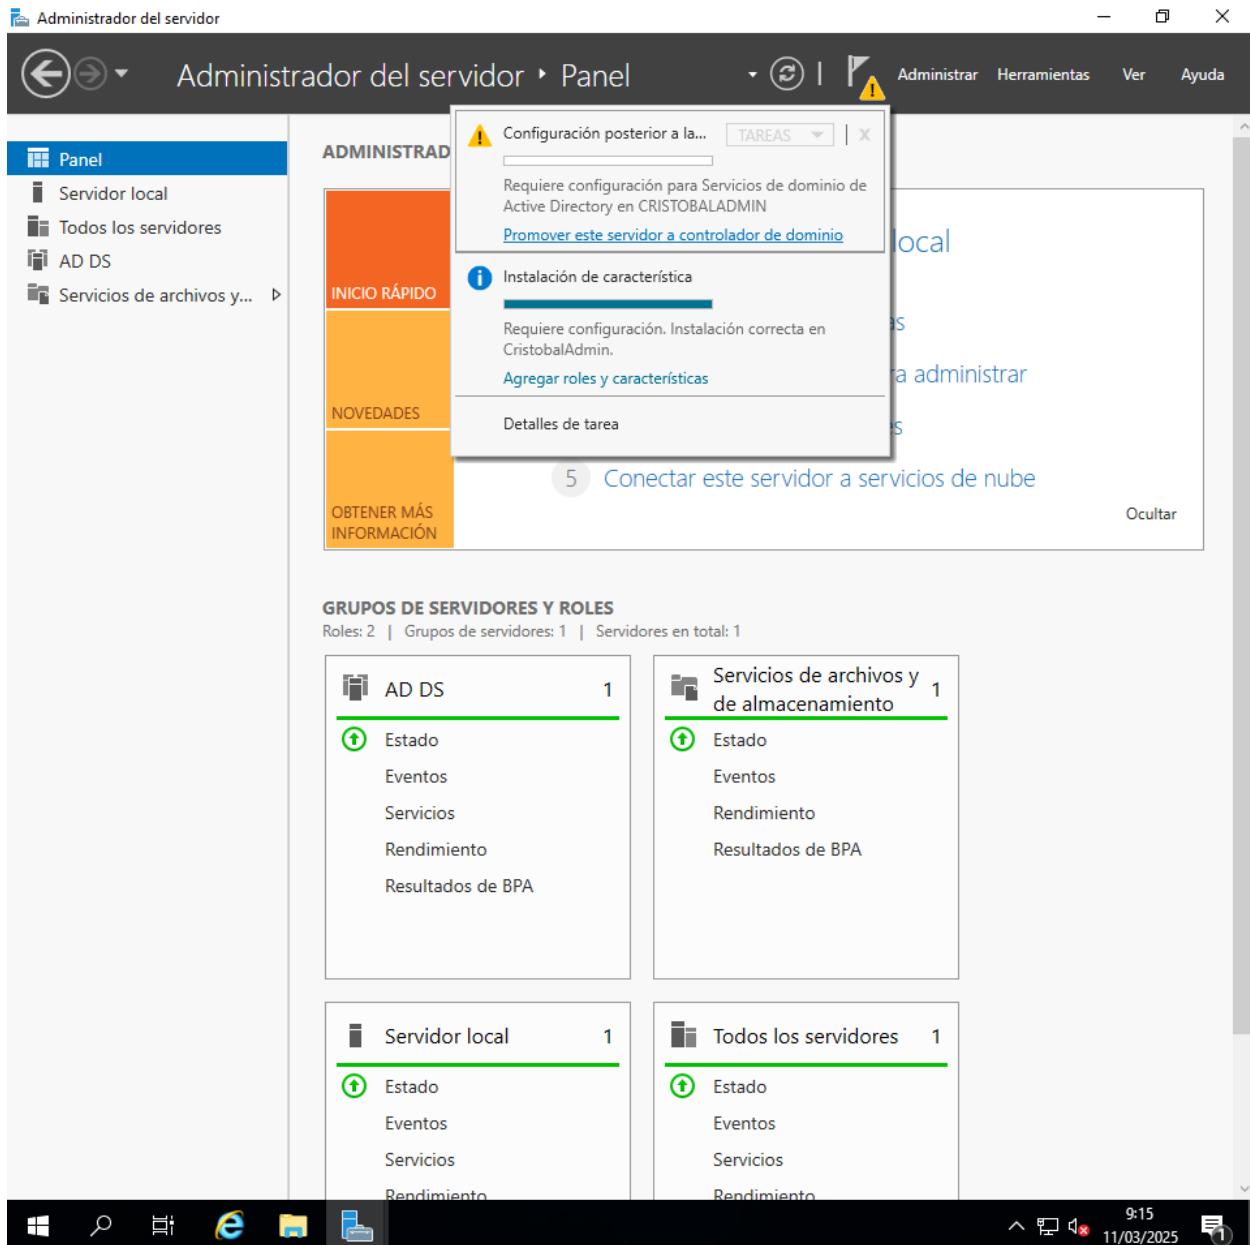 Administrador del servidor
Administrador del servidor ‣ Panel
Administrar Herramientas Ver Ayuda
Panel
Servidor local
Todos los servidores
AD DS
Servicios de archivos y...
ADMINISTRAD
Configuración posterior a la...
TAREAS
X
Requiere configuración para Servicios de dominio de
Active Directory en CRISTOBALADMIN
Promover este servidor a controlador de dominio
Instalación de característica
Requiere configuración. Instalación correcta en
CristobalAdmin.
Agregar roles y características
Detalles de tarea
INICIO RÁPIDO
NOVEDADES
OBTENER MÁS
INFORMACIÓN
local
as
a administrar
es
5 Conectar este servidor a servicios de nube
Ocultar
GRUPOS DE SERVIDORES Y ROLES
Roles: 2 | Grupos de servidores: 1 | Servidores en total: 1
AD DS 1
Estado
Eventos
Servicios
Rendimiento
Resultados de BPA
Servicios de archivos y
de almacenamiento 1
Estado
Eventos
Rendimiento
Resultados de BPA
Servidor local 1
Estado
Eventos
Servicios
Rendimiento
Todos los servidores 1
Estado
Eventos
Servicios
Rendimiento
9:15
11/03/2025
1